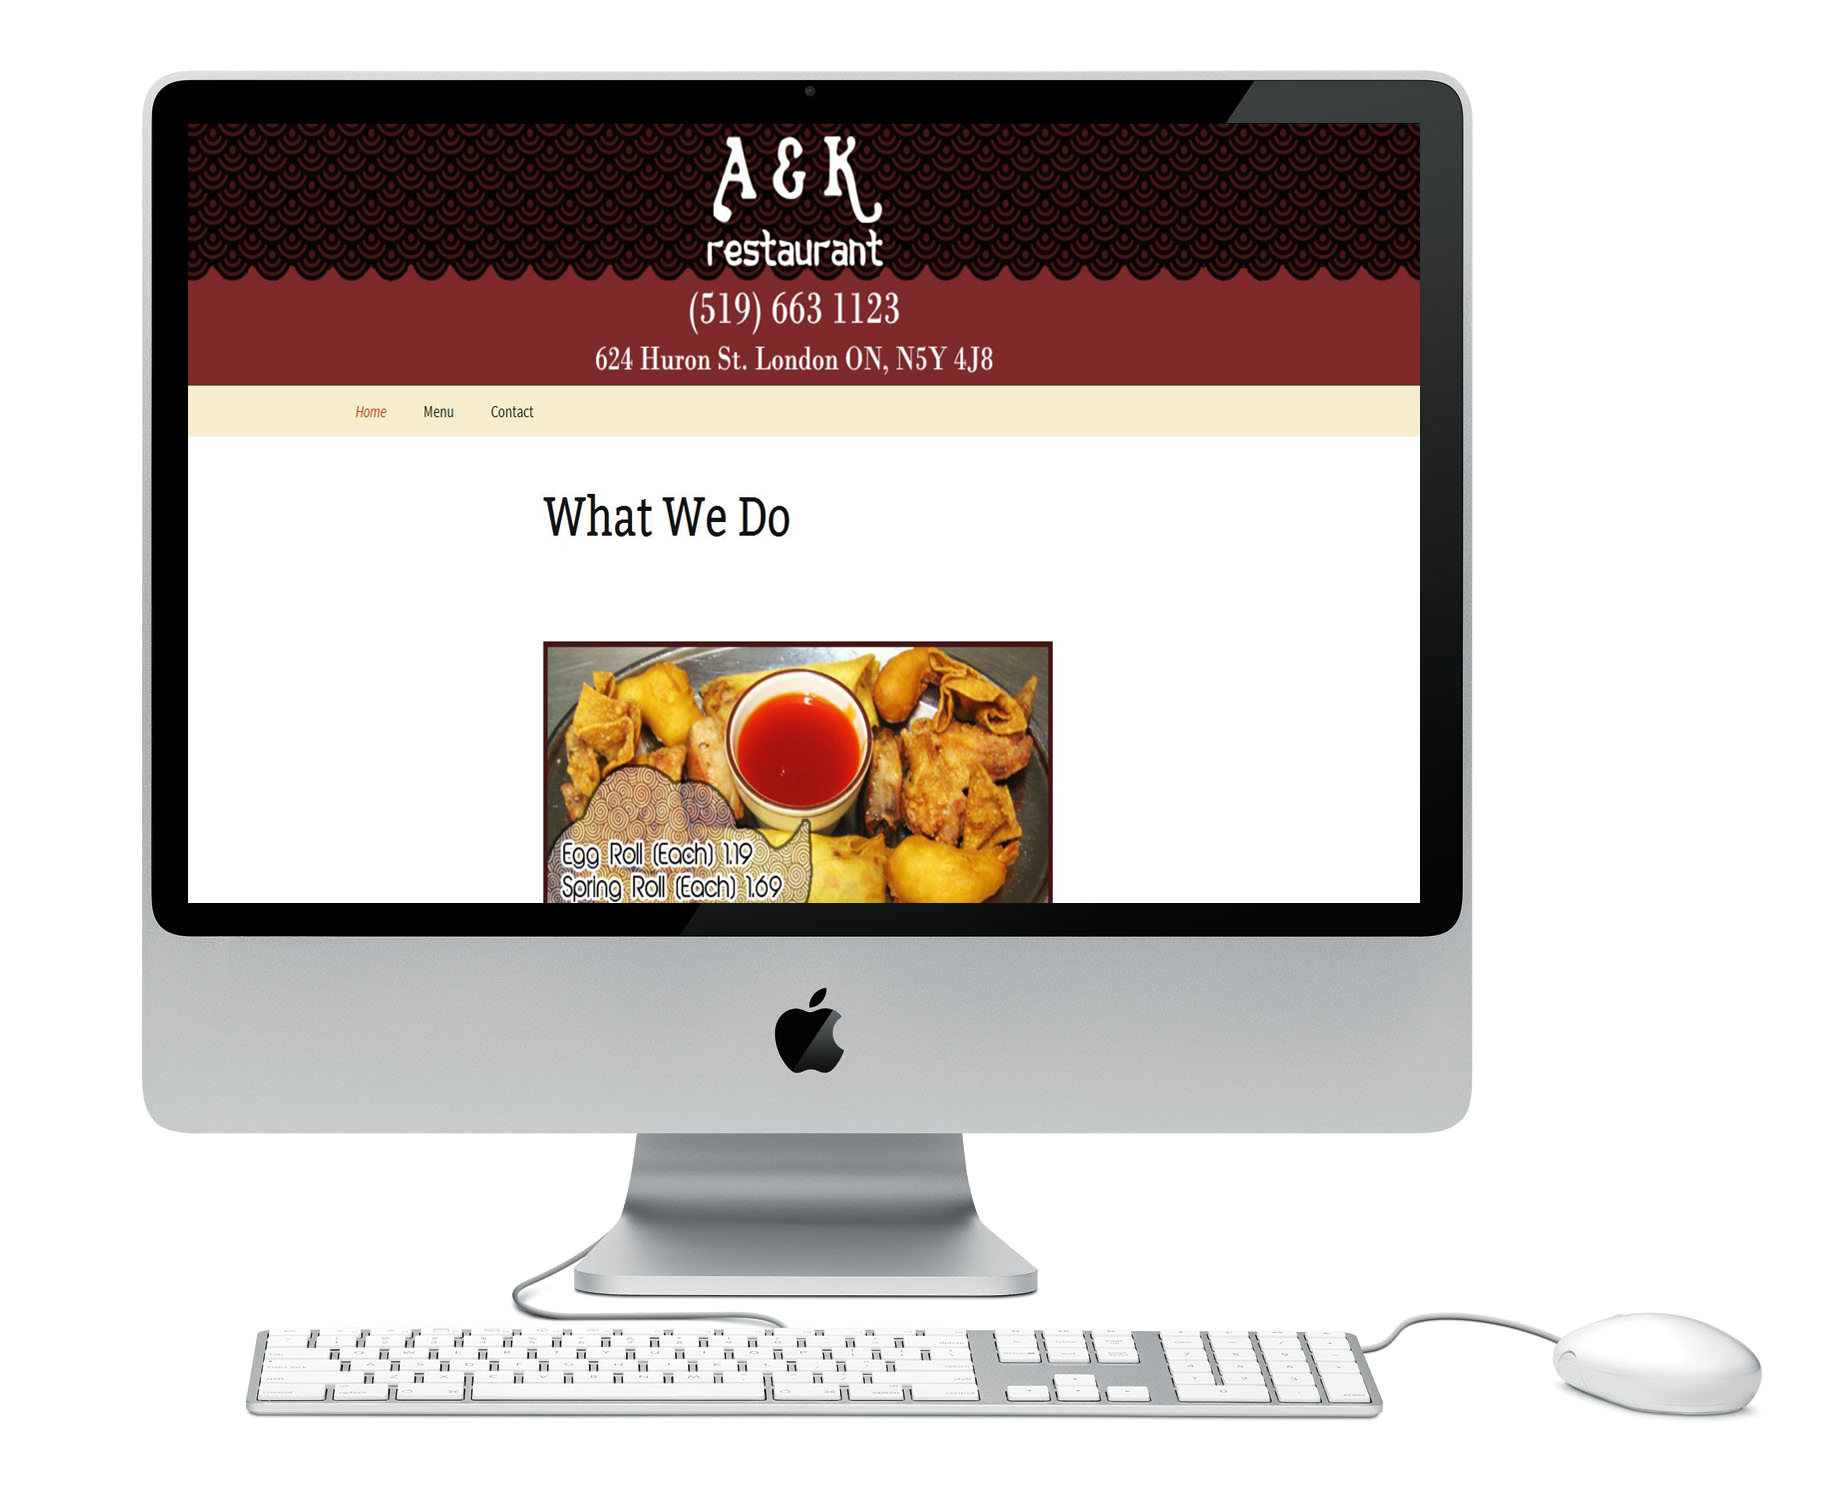 A & K
restaurant
(519) 663 1123
624 Huron St. London ON, N5Y 4J8
Home Menu Contact
What We Do
Egg Roll (Each) 1.19
Spring Roll (Each) 1.69